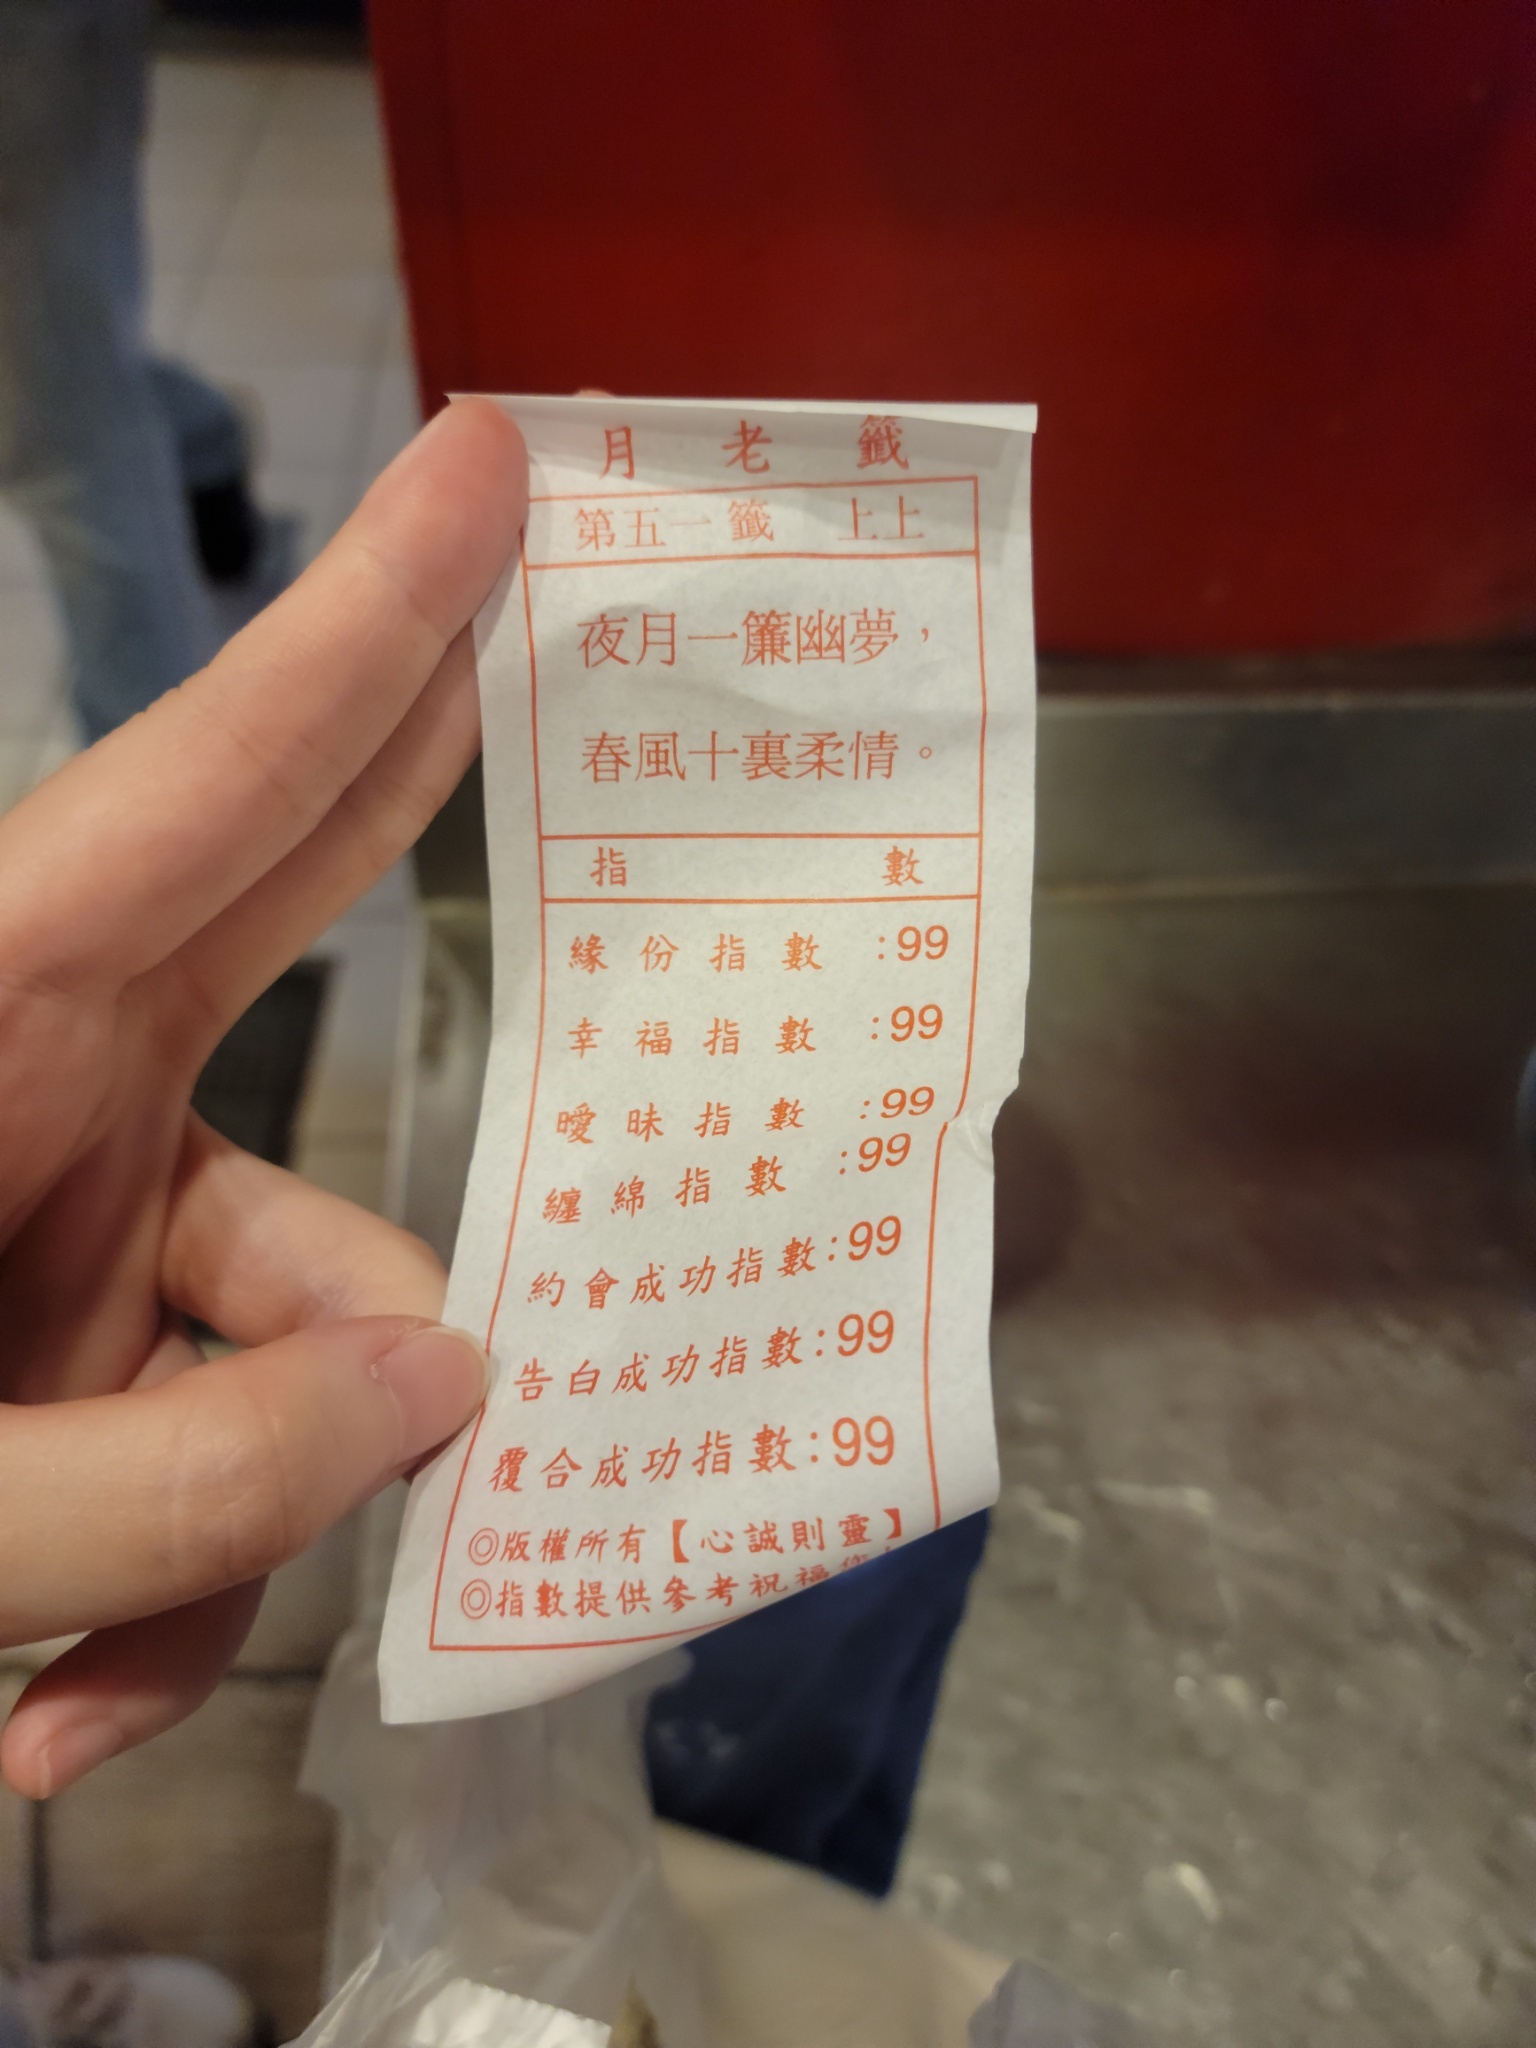 月老籤
第五一籤 上上
夜月一簾幽夢，
春風十裏柔情。
指數
緣份指數:99
幸福指數:99
曖昧指數:99
纏綿指數:99
約會成功指數:99
告白成功指數:99
覆合成功指數:99
◎版權所有【心誠則靈】
◎指數提供參考祝福您